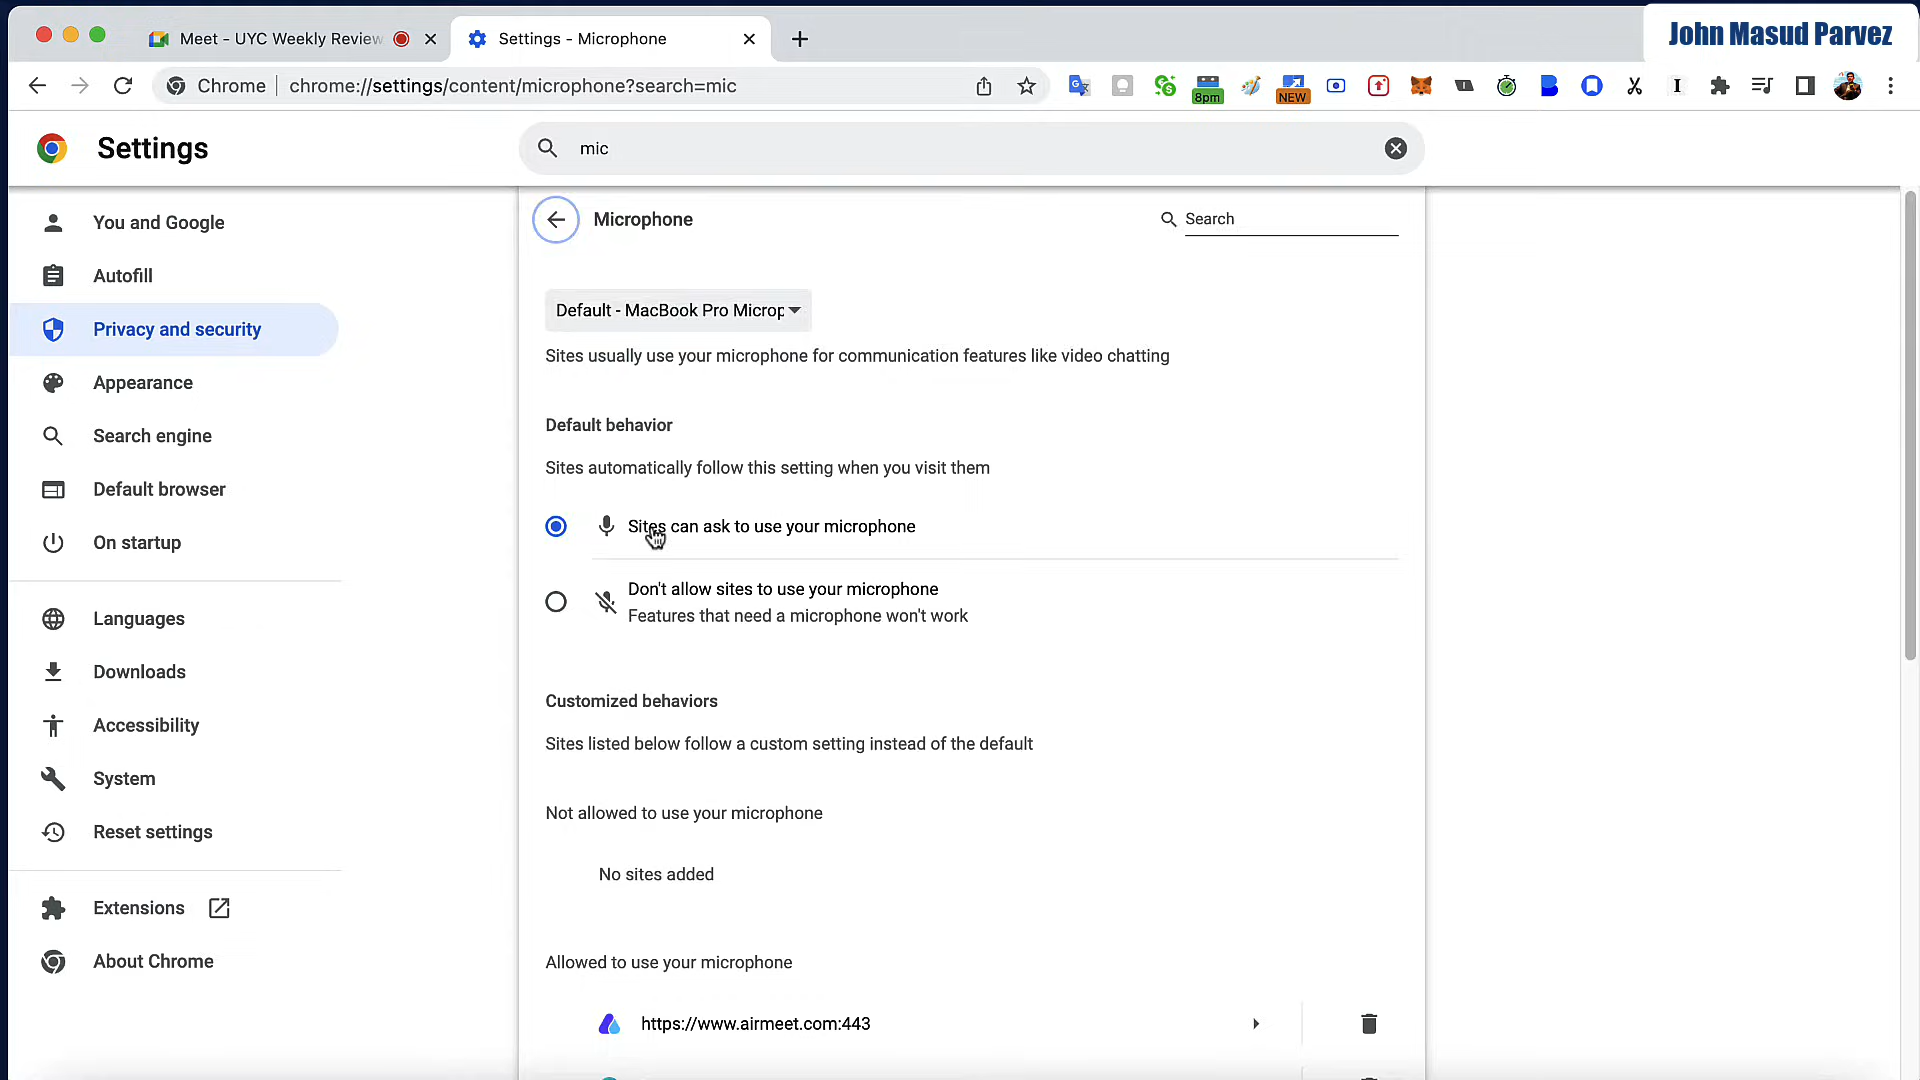 Meet - UYC Weekly Review
Settings - Microphone
John Masud Parvez
Chrome
chrome://settings/content/microphone?search=mic
8pm
NEW
Settings
mic
You and Google
Autofill
Privacy and security
Appearance
Search engine
Default browser
On startup
Languages
Downloads
Accessibility
System
Reset settings
Extensions
About Chrome
Microphone
Search
Default - MacBook Pro Microp
Sites usually use your microphone for communication features like video chatting
Default behavior
Sites automatically follow this setting when you visit them
Sites can ask to use your microphone
Don't allow sites to use your microphone
Features that need a microphone won't work
Customized behaviors
Sites listed below follow a custom setting instead of the default
Not allowed to use your microphone
No sites added
Allowed to use your microphone
https://www.airmeet.com:443